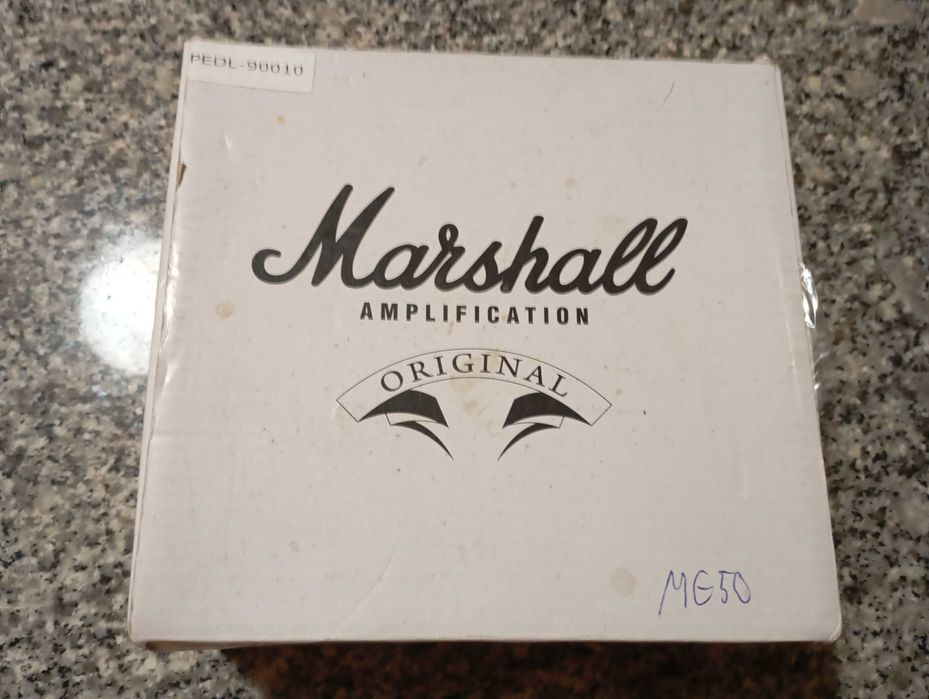 PEDL-90010
Marshall
AMPLIFICATION
ORIGINAL
ME50